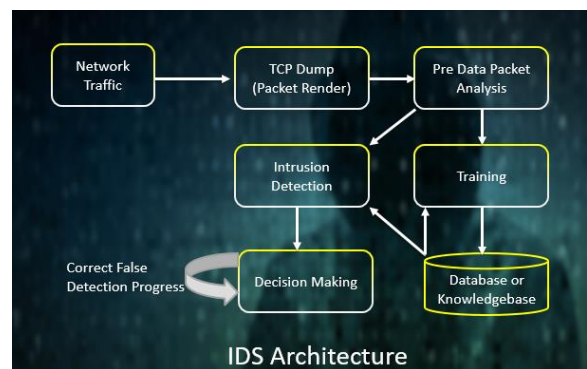 Network
Traffic
TCP Dump
(Packet Render)
Pre Data Packet
Analysis
Intrusion
Detection
Training
Correct False
Detection Progress
Decision Making
Database or
Knowledgebase
IDS Architecture